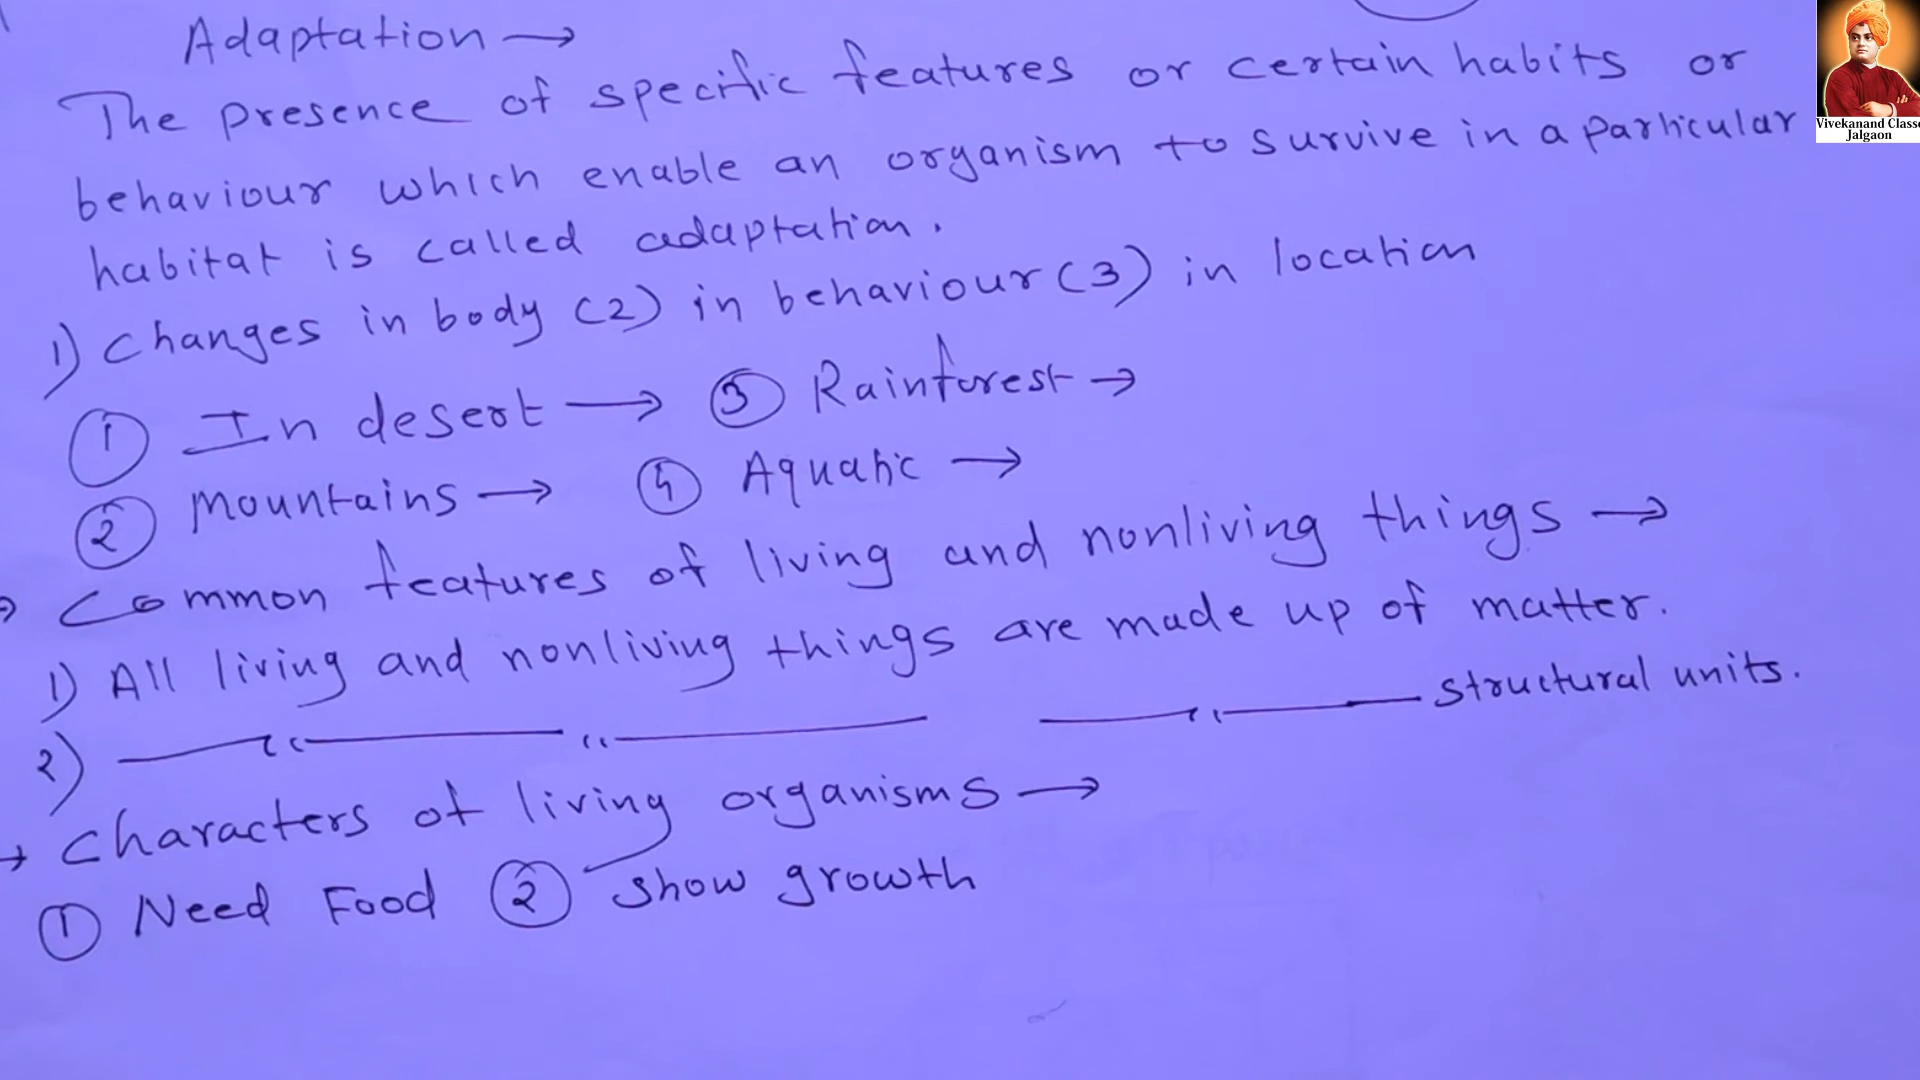 Adaptation →
The presence of specific features or certain habits or
behaviour which enable an organism to survive in a particular
habitat is called adaptation.
1) changes in body (2) in behaviour (3) in location
① In desert → ③ Rainforest →
② Mountains → ④ Aquatic →
→ Common features of living and nonliving things →
1) All living and nonliving things are made up of matter.
2) —〃— —〃— —〃— structural units.
→ characters of living organisms →
① Need Food ② show growth
Vivekanand Classe
Jalgaon